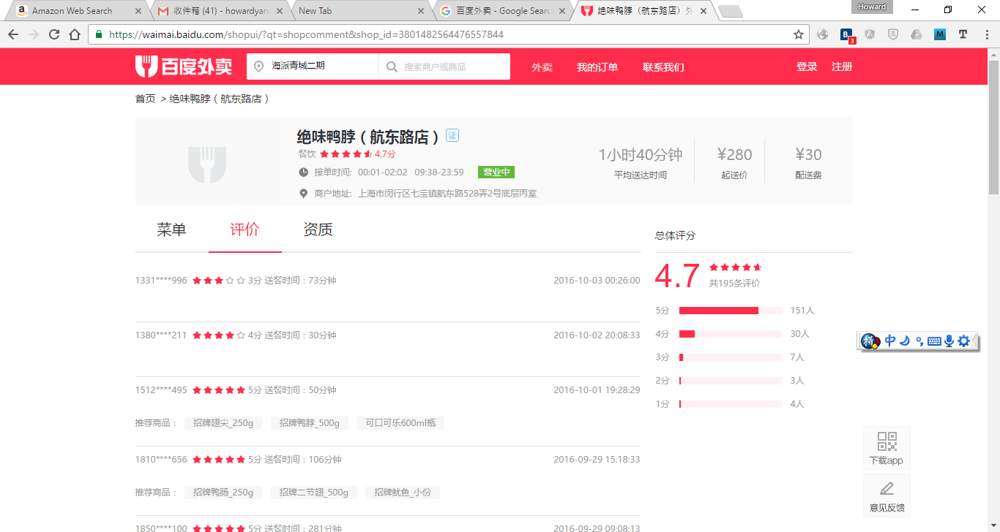 Amazon Web Search
收件箱 (41) - howardyan
New Tab
百度外卖 - Google Searc
绝味鸭脖（航东路店）外
Howard
https://waimai.baidu.com/shopui/?qt=shopcomment&shop_id=3801482564476557844
百度外卖
海派青城二期
搜索商户或商品
外卖
我的订单
联系我们
登录
注册
首页 > 绝味鸭脖（航东路店）
绝味鸭脖（航东路店） 证
餐饮 4.7分
接单时间: 00:01-02:02 09:38-23:59 营业中
商户地址: 上海市闵行区七宝镇航东路528弄2号底层丙室
1小时40分钟
平均送达时间
¥280
起送价
¥30
配送费
菜单
评价
资质
1331****996 3分 送餐时间：73分钟 2016-10-03 00:26:00
1380****211 4分 送餐时间：30分钟 2016-10-02 20:08:33
1512****495 5分 送餐时间：50分钟 2016-10-01 19:28:29
推荐商品： 招牌翅尖_250g 招牌鸭脖_500g 可口可乐600ml瓶
1810****656 5分 送餐时间：106分钟 2016-09-29 15:18:33
推荐商品： 招牌鸭肠_250g 招牌二节翅_500g 招牌鱿鱼_小份
1850****100 5分 送餐时间：281分钟 2016-09-29 09:08:13
总体评分
4.7
共195条评价
5分 151人
4分 30人
3分 7人
2分 3人
1分 4人
中
下载app
意见反馈